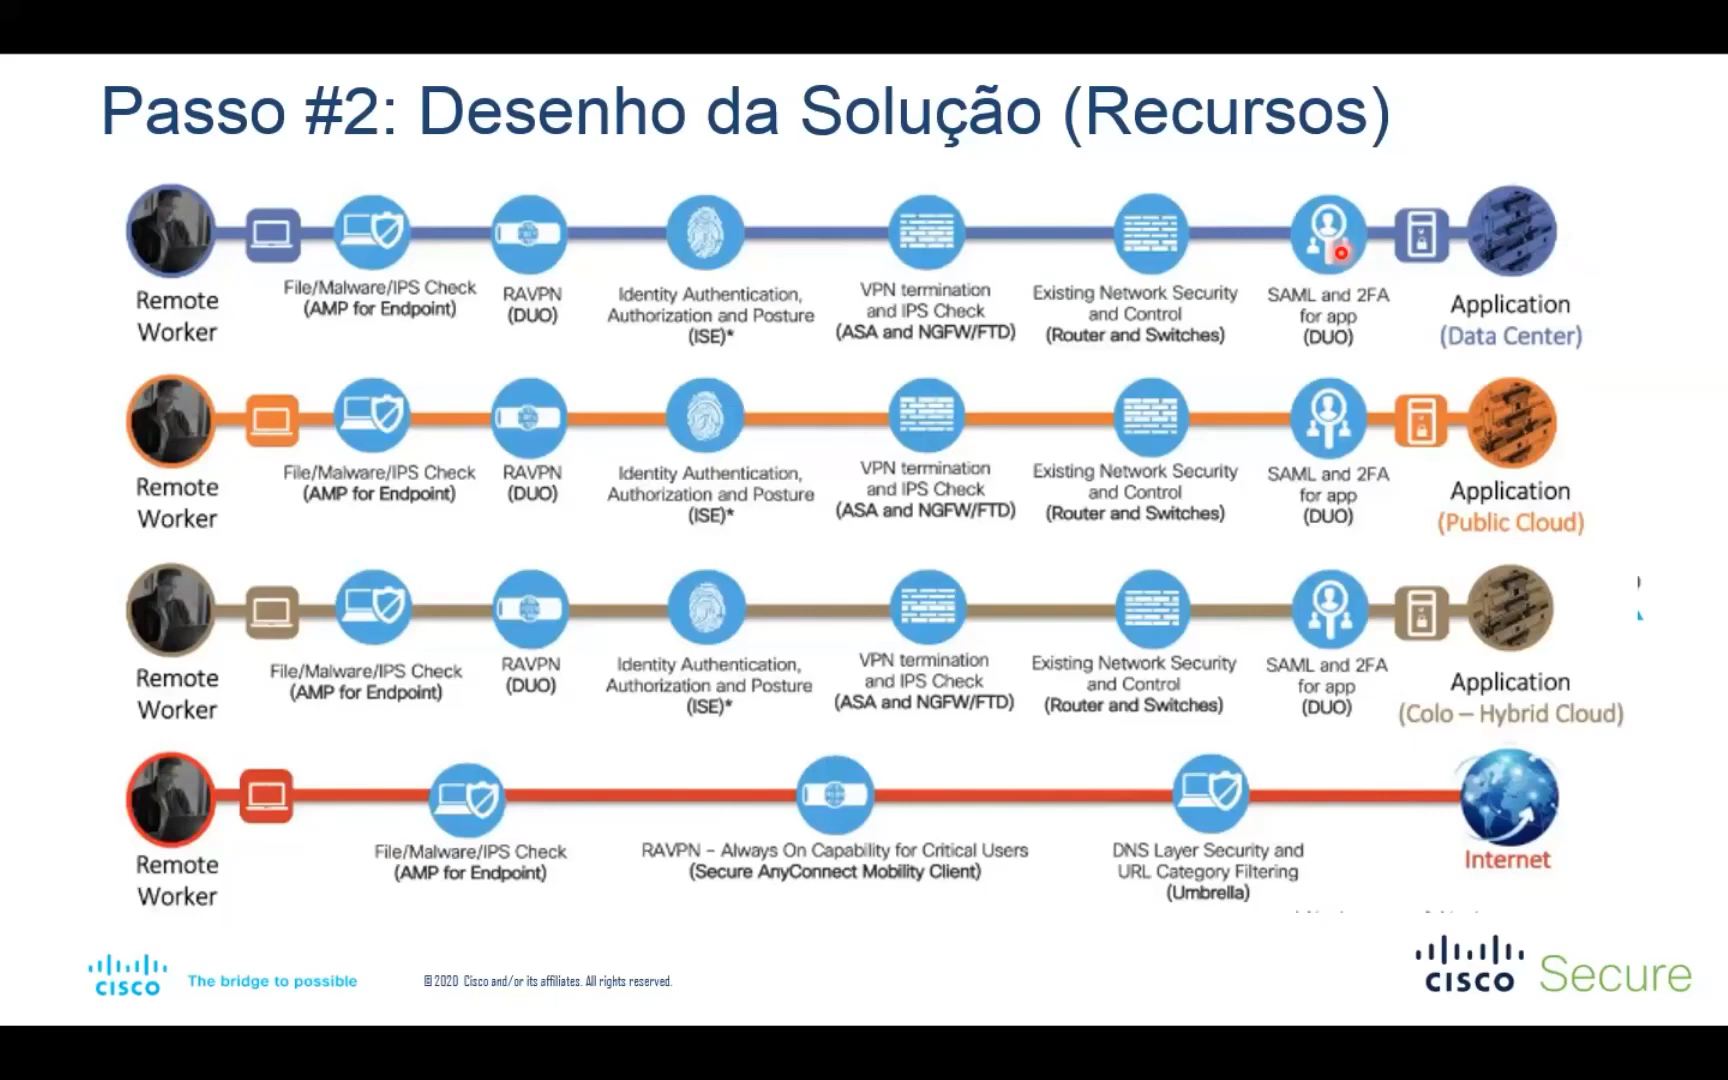 Passo #2: Desenho da Solução (Recursos)
Remote
Worker
File/Malware/IPS Check
(AMP for Endpoint)
RAVPN
(DUO)
Identity Authentication,
Authorization and Posture
(ISE)*
VPN termination
and IPS Check
(ASA and NGFW/FTD)
Existing Network Security
and Control
(Router and Switches)
SAML and 2FA
for app
(DUO)
Application
(Data Center)
Remote
Worker
File/Malware/IPS Check
(AMP for Endpoint)
RAVPN
(DUO)
Identity Authentication,
Authorization and Posture
(ISE)*
VPN termination
and IPS Check
(ASA and NGFW/FTD)
Existing Network Security
and Control
(Router and Switches)
SAML and 2FA
for app
(DUO)
Application
(Public Cloud)
Remote
Worker
File/Malware/IPS Check
(AMP for Endpoint)
RAVPN
(DUO)
Identity Authentication,
Authorization and Posture
(ISE)*
VPN termination
and IPS Check
(ASA and NGFW/FTD)
Existing Network Security
and Control
(Router and Switches)
SAML and 2FA
for app
(DUO)
Application
(Colo – Hybrid Cloud)
Remote
Worker
File/Malware/IPS Check
(AMP for Endpoint)
RAVPN – Always On Capability for Critical Users
(Secure AnyConnect Mobility Client)
DNS Layer Security and
URL Category Filtering
(Umbrella)
Internet
CISCO
The bridge to possible
© 2020 Cisco and/or its affiliates. All rights reserved.
CISCO Secure